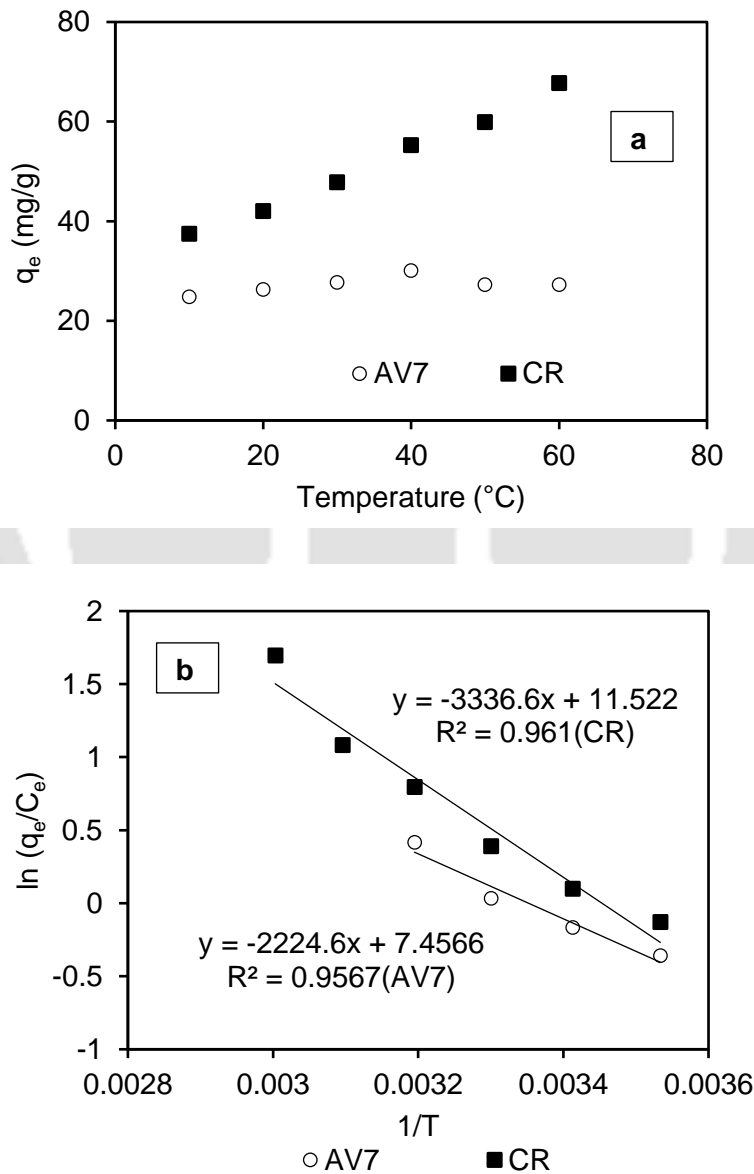 80
60
40
20
0
qₑ (mg/g)
a
AV7 CR
0 20 40 60 80
Temperature (°C)
2
1.5
1
0.5
0
-0.5
-1
ln (qₑ/Cₑ)
b
y = -3336.6x + 11.522
R² = 0.961(CR)
y = -2224.6x + 7.4566
R² = 0.9567(AV7)
0.0028 0.003 0.0032 0.0034 0.0036
1/T
AV7 CR